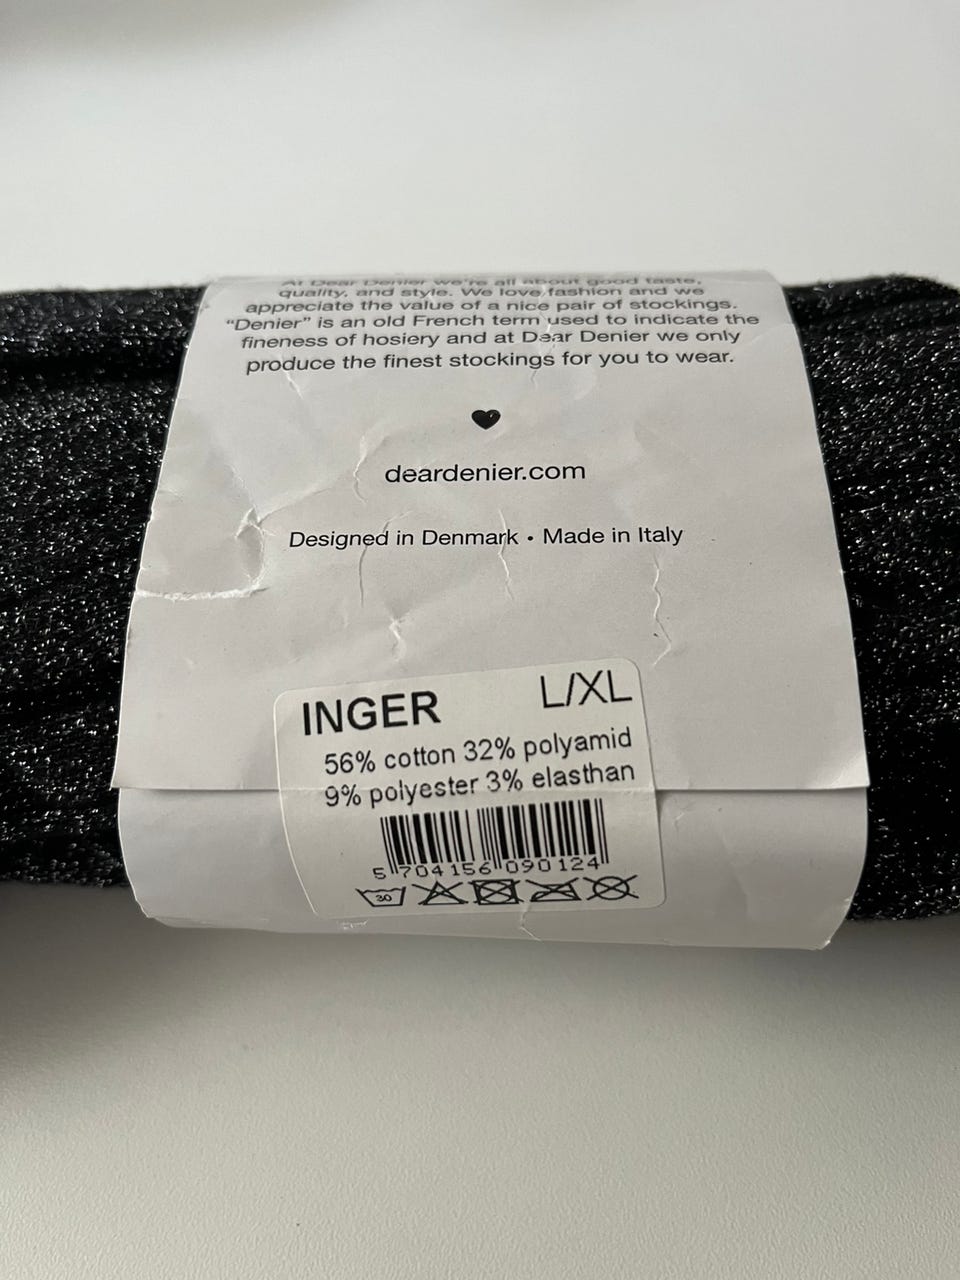 At Dear Denier we're all about good taste,
quality, and style. We love fashion and we
appreciate the value of a nice pair of stockings.
“Denier” is an old French term used to indicate the
fineness of hosiery and at Dear Denier we only
produce the finest stockings for you to wear.
deardenier.com
Designed in Denmark • Made in Italy
INGER L/XL
56% cotton 32% polyamid
9% polyester 3% elasthan
5 704156 090124
30